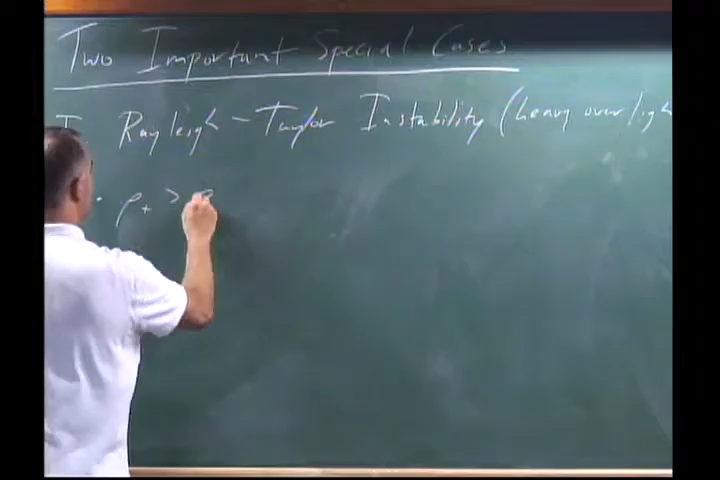 Two Important Special Cases
I. Rayleigh - Taylor Instability (heavy over ligh
• ρ₊ > ρ